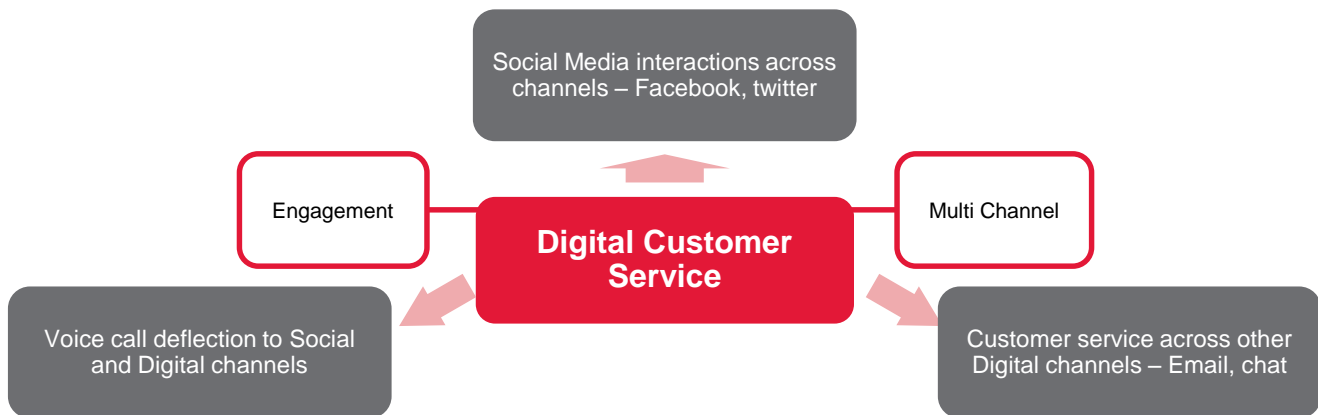 Social Media interactions across
channels – Facebook, twitter
Engagement
Multi Channel
Digital Customer
Service
Voice call deflection to Social
and Digital channels
Customer service across other
Digital channels – Email, chat